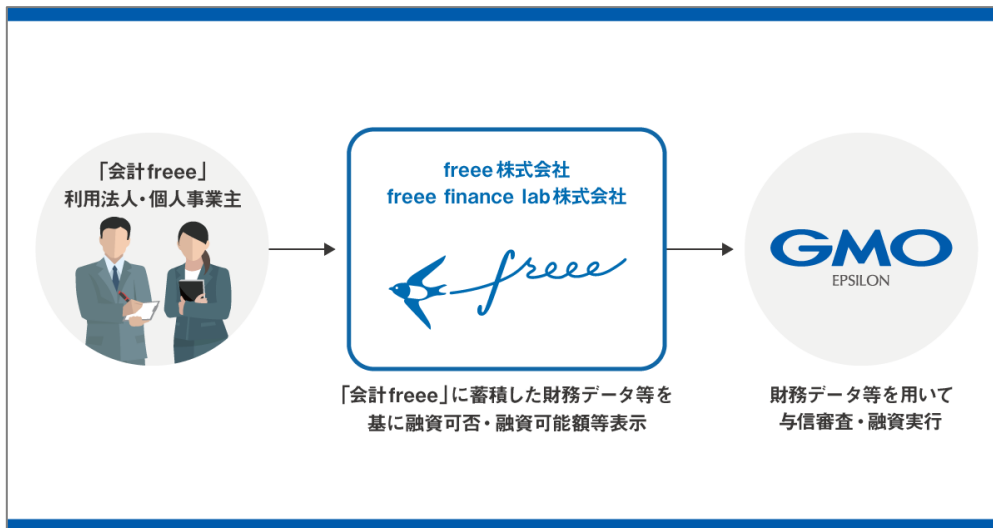 「会計freee」
利用法人・個人事業主
freee株式会社
freee finance lab株式会社
freee
「会計freee」に蓄積した財務データ等を
基に融資可否・融資可能額等表示
GMO
EPSILON
財務データ等を用いて
与信審査・融資実行